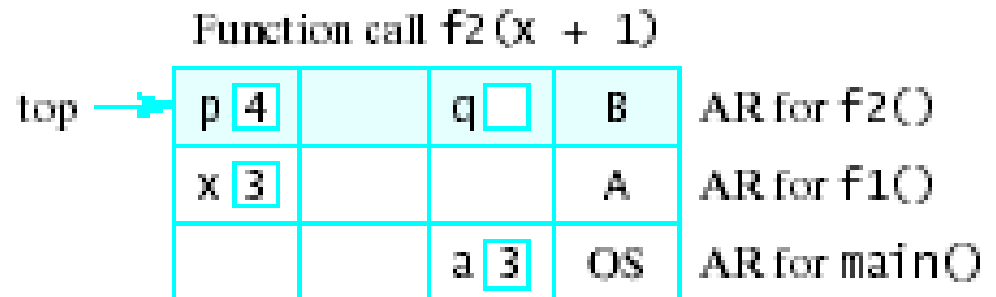 Function call f2(x + 1)
top p 4 q B AR for f2()
x 3 A AR for f1()
a 3 OS AR for main()